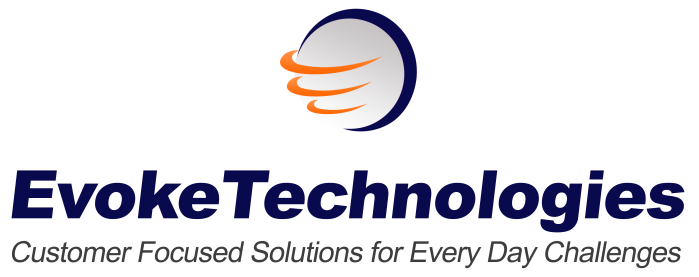 EvokeTechnologies
Customer Focused Solutions for Every Day Challenges